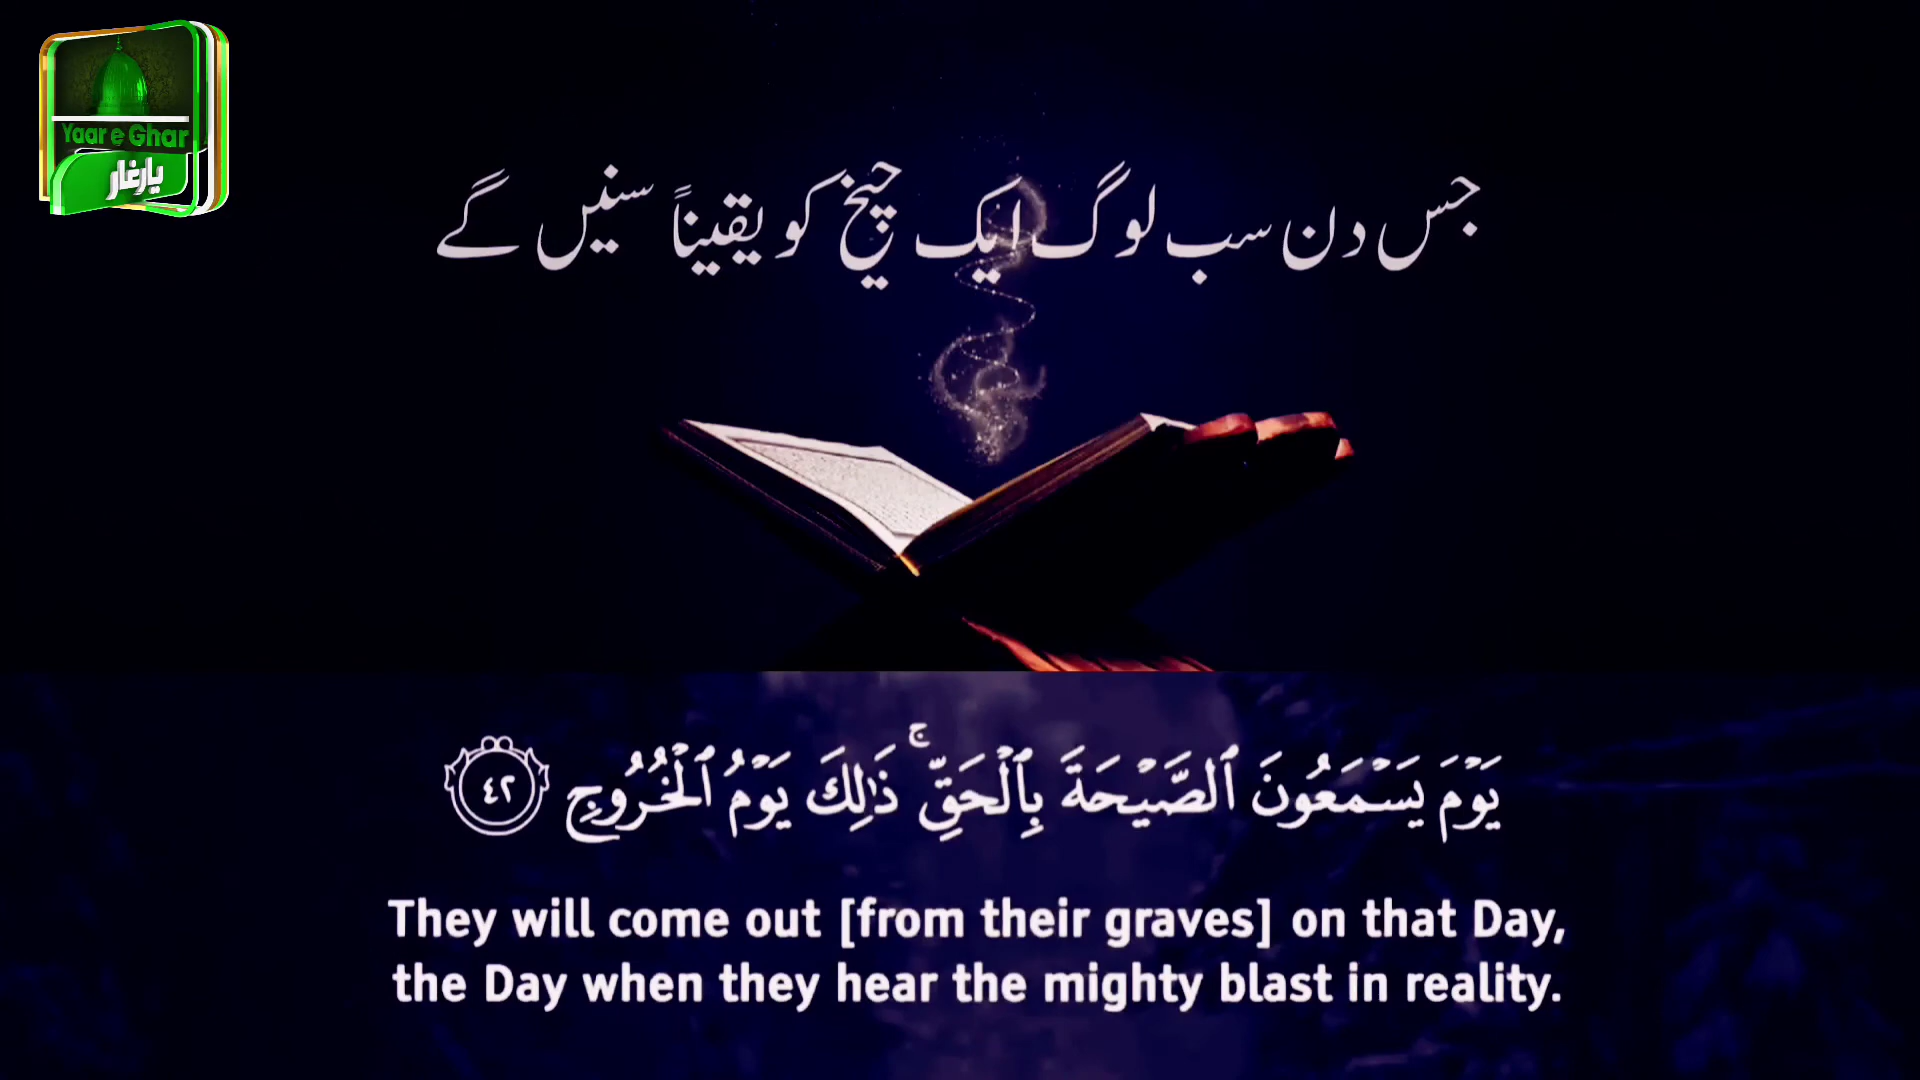 Yaar e Ghar
یارغار
جس دن سب لوگ ایک چیخ کو یقیناً سنیں گے
يَوْمَ يَسْمَعُونَ ٱلصَّيْحَةَ بِٱلْحَقِّ ۚ ذَٰلِكَ يَوْمُ ٱلْخُرُوجِ ٤٢
They will come out [from their graves] on that Day,
the Day when they hear the mighty blast in reality.